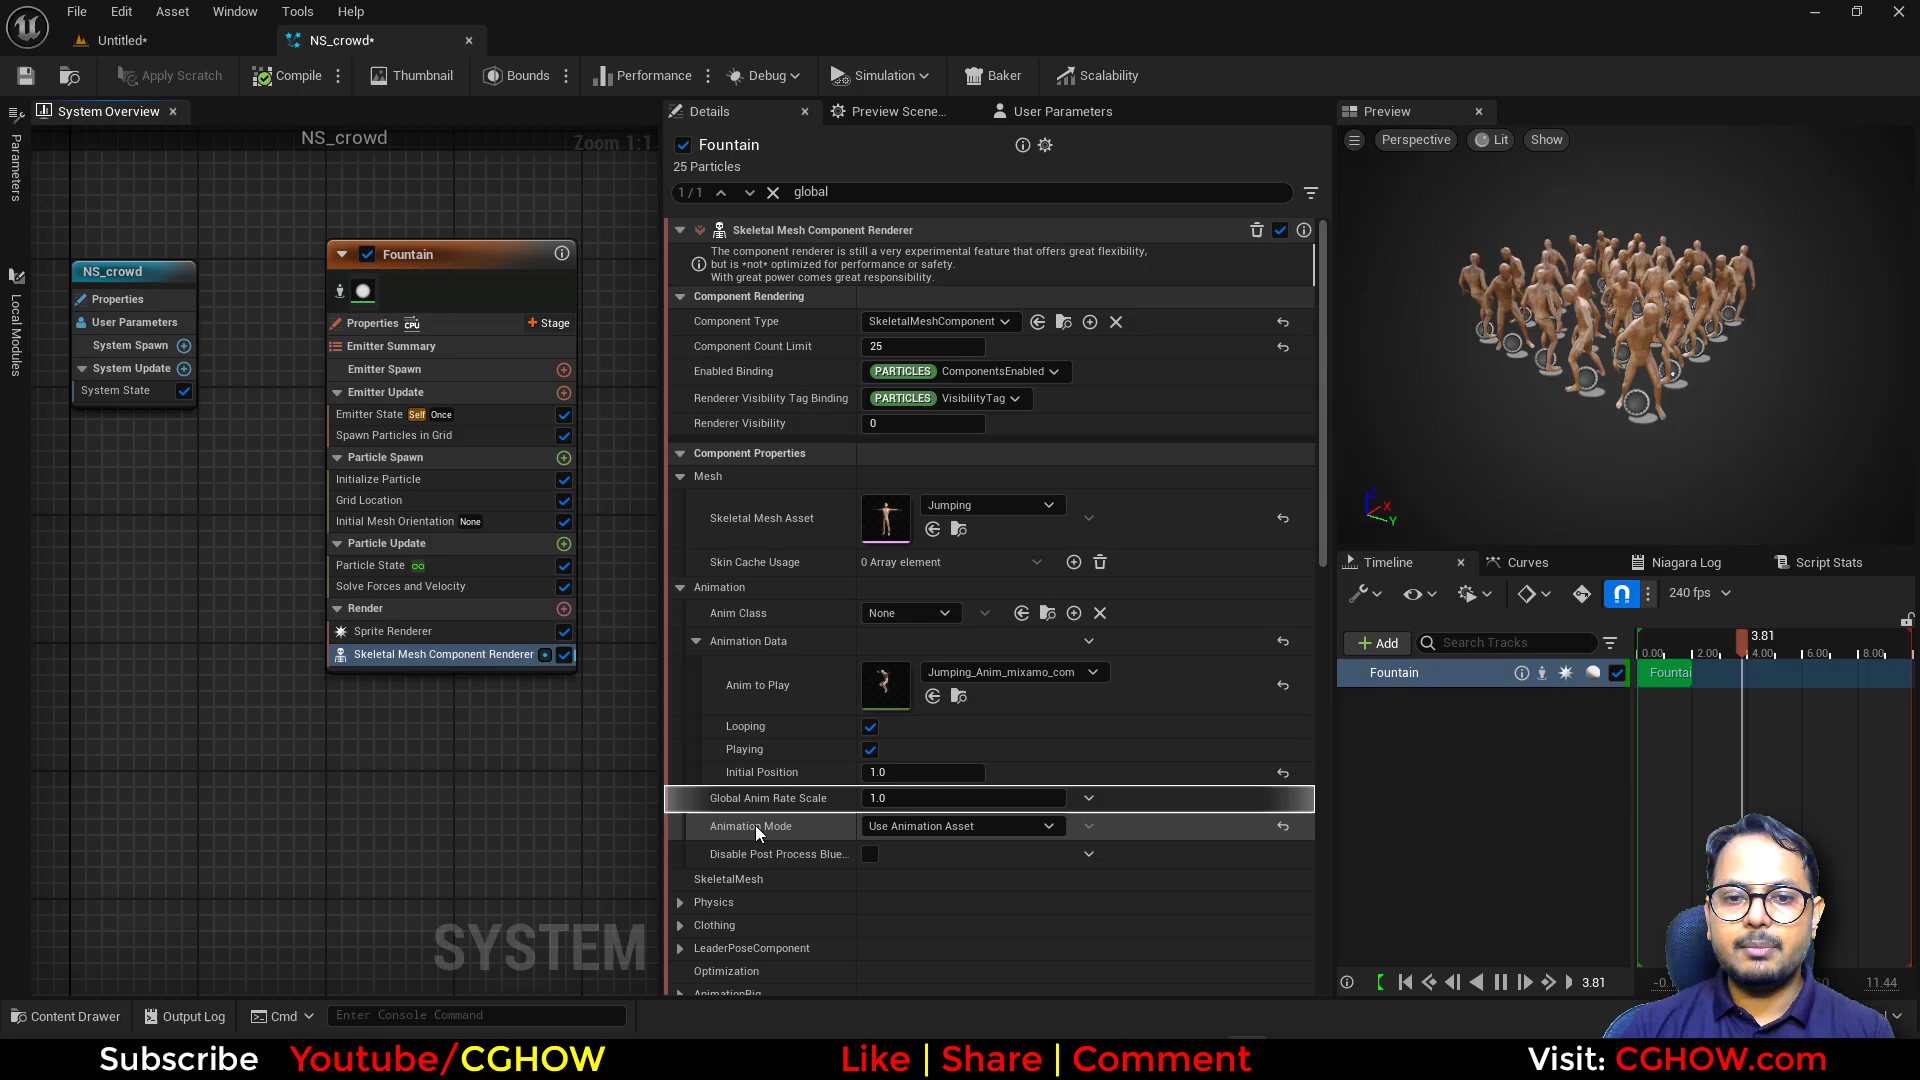 File Edit Asset Window Tools Help
Untitled*
NS_crowd*
Apply Scratch
Compile
Thumbnail
Bounds
Performance
Debug
Simulation
Baker
Scalability
System Overview
Details
Preview Scene...
User Parameters
Preview
Parameters
Local Modules
NS_crowd
Zoom 1:1
NS_crowd
Properties
User Parameters
System Spawn
System Update
System State
Fountain
Properties CPU
Stage
Emitter Summary
Emitter Spawn
Emitter Update
Emitter State Self Once
Spawn Particles in Grid
Particle Spawn
Initialize Particle
Grid Location
Initial Mesh Orientation None
Particle Update
Particle State
Solve Forces and Velocity
Render
Sprite Renderer
Skeletal Mesh Component Renderer
SYSTEM
Fountain
25 Particles
1 / 1
global
Skeletal Mesh Component Renderer
The component renderer is still a very experimental feature that offers great flexibility,
but is *not* optimized for performance or safety.
With great power comes great responsibility.
Component Rendering
Component Type SkeletalMeshComponent
Component Count Limit 25
Enabled Binding PARTICLES ComponentsEnabled
Renderer Visibility Tag Binding PARTICLES VisibilityTag
Renderer Visibility 0
Component Properties
Mesh
Skeletal Mesh Asset Jumping
Skin Cache Usage 0 Array element
Animation
Anim Class None
Animation Data
Anim to Play Jumping_Anim_mixamo_com
Looping
Playing
Initial Position 1.0
Global Anim Rate Scale 1.0
Animation Mode Use Animation Asset
Disable Post Process Blue...
SkeletalMesh
Physics
Clothing
LeaderPoseComponent
Optimization
AnimationRig
Perspective
Lit
Show
Z X Y
Timeline
Curves
Niagara Log
Script Stats
240 fps
Add
Search Tracks
3.81
0.00 2.00 4.00 6.00 8.00
Fountain
Fountai
3.81
11.44
Content Drawer
Output Log
Cmd
Enter Console Command
Subscribe Youtube/CGHOW
Like | Share | Comment
Visit: CGHOW.com